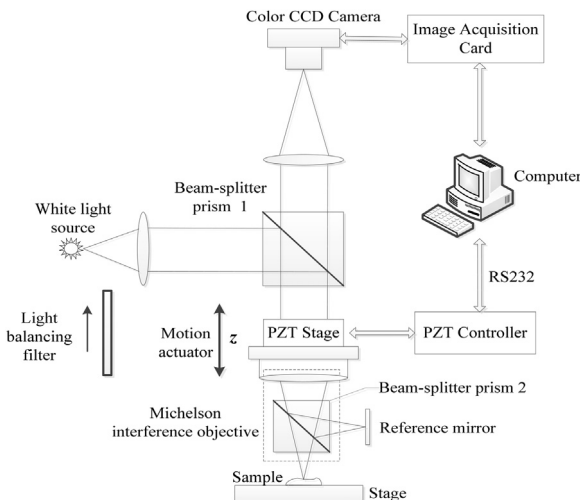 Color CCD Camera
Image Acquisition
Card
Beam-splitter
prism 1
Computer
White light
source
RS232
Light
balancing
filter
Motion
actuator
z
PZT Stage
PZT Controller
Beam-splitter prism 2
Michelson
interference objective
Reference mirror
Sample
Stage